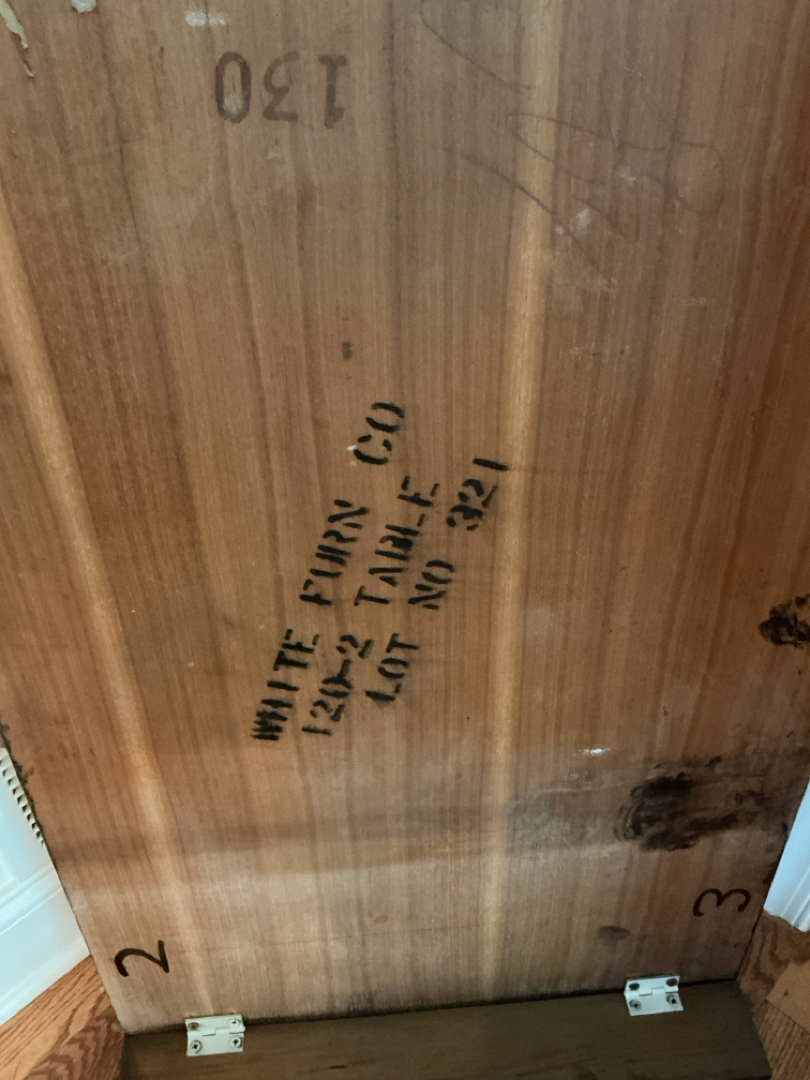 130
WHITE FURN CO
120-2 TABLE
LOT NO 321
2
3